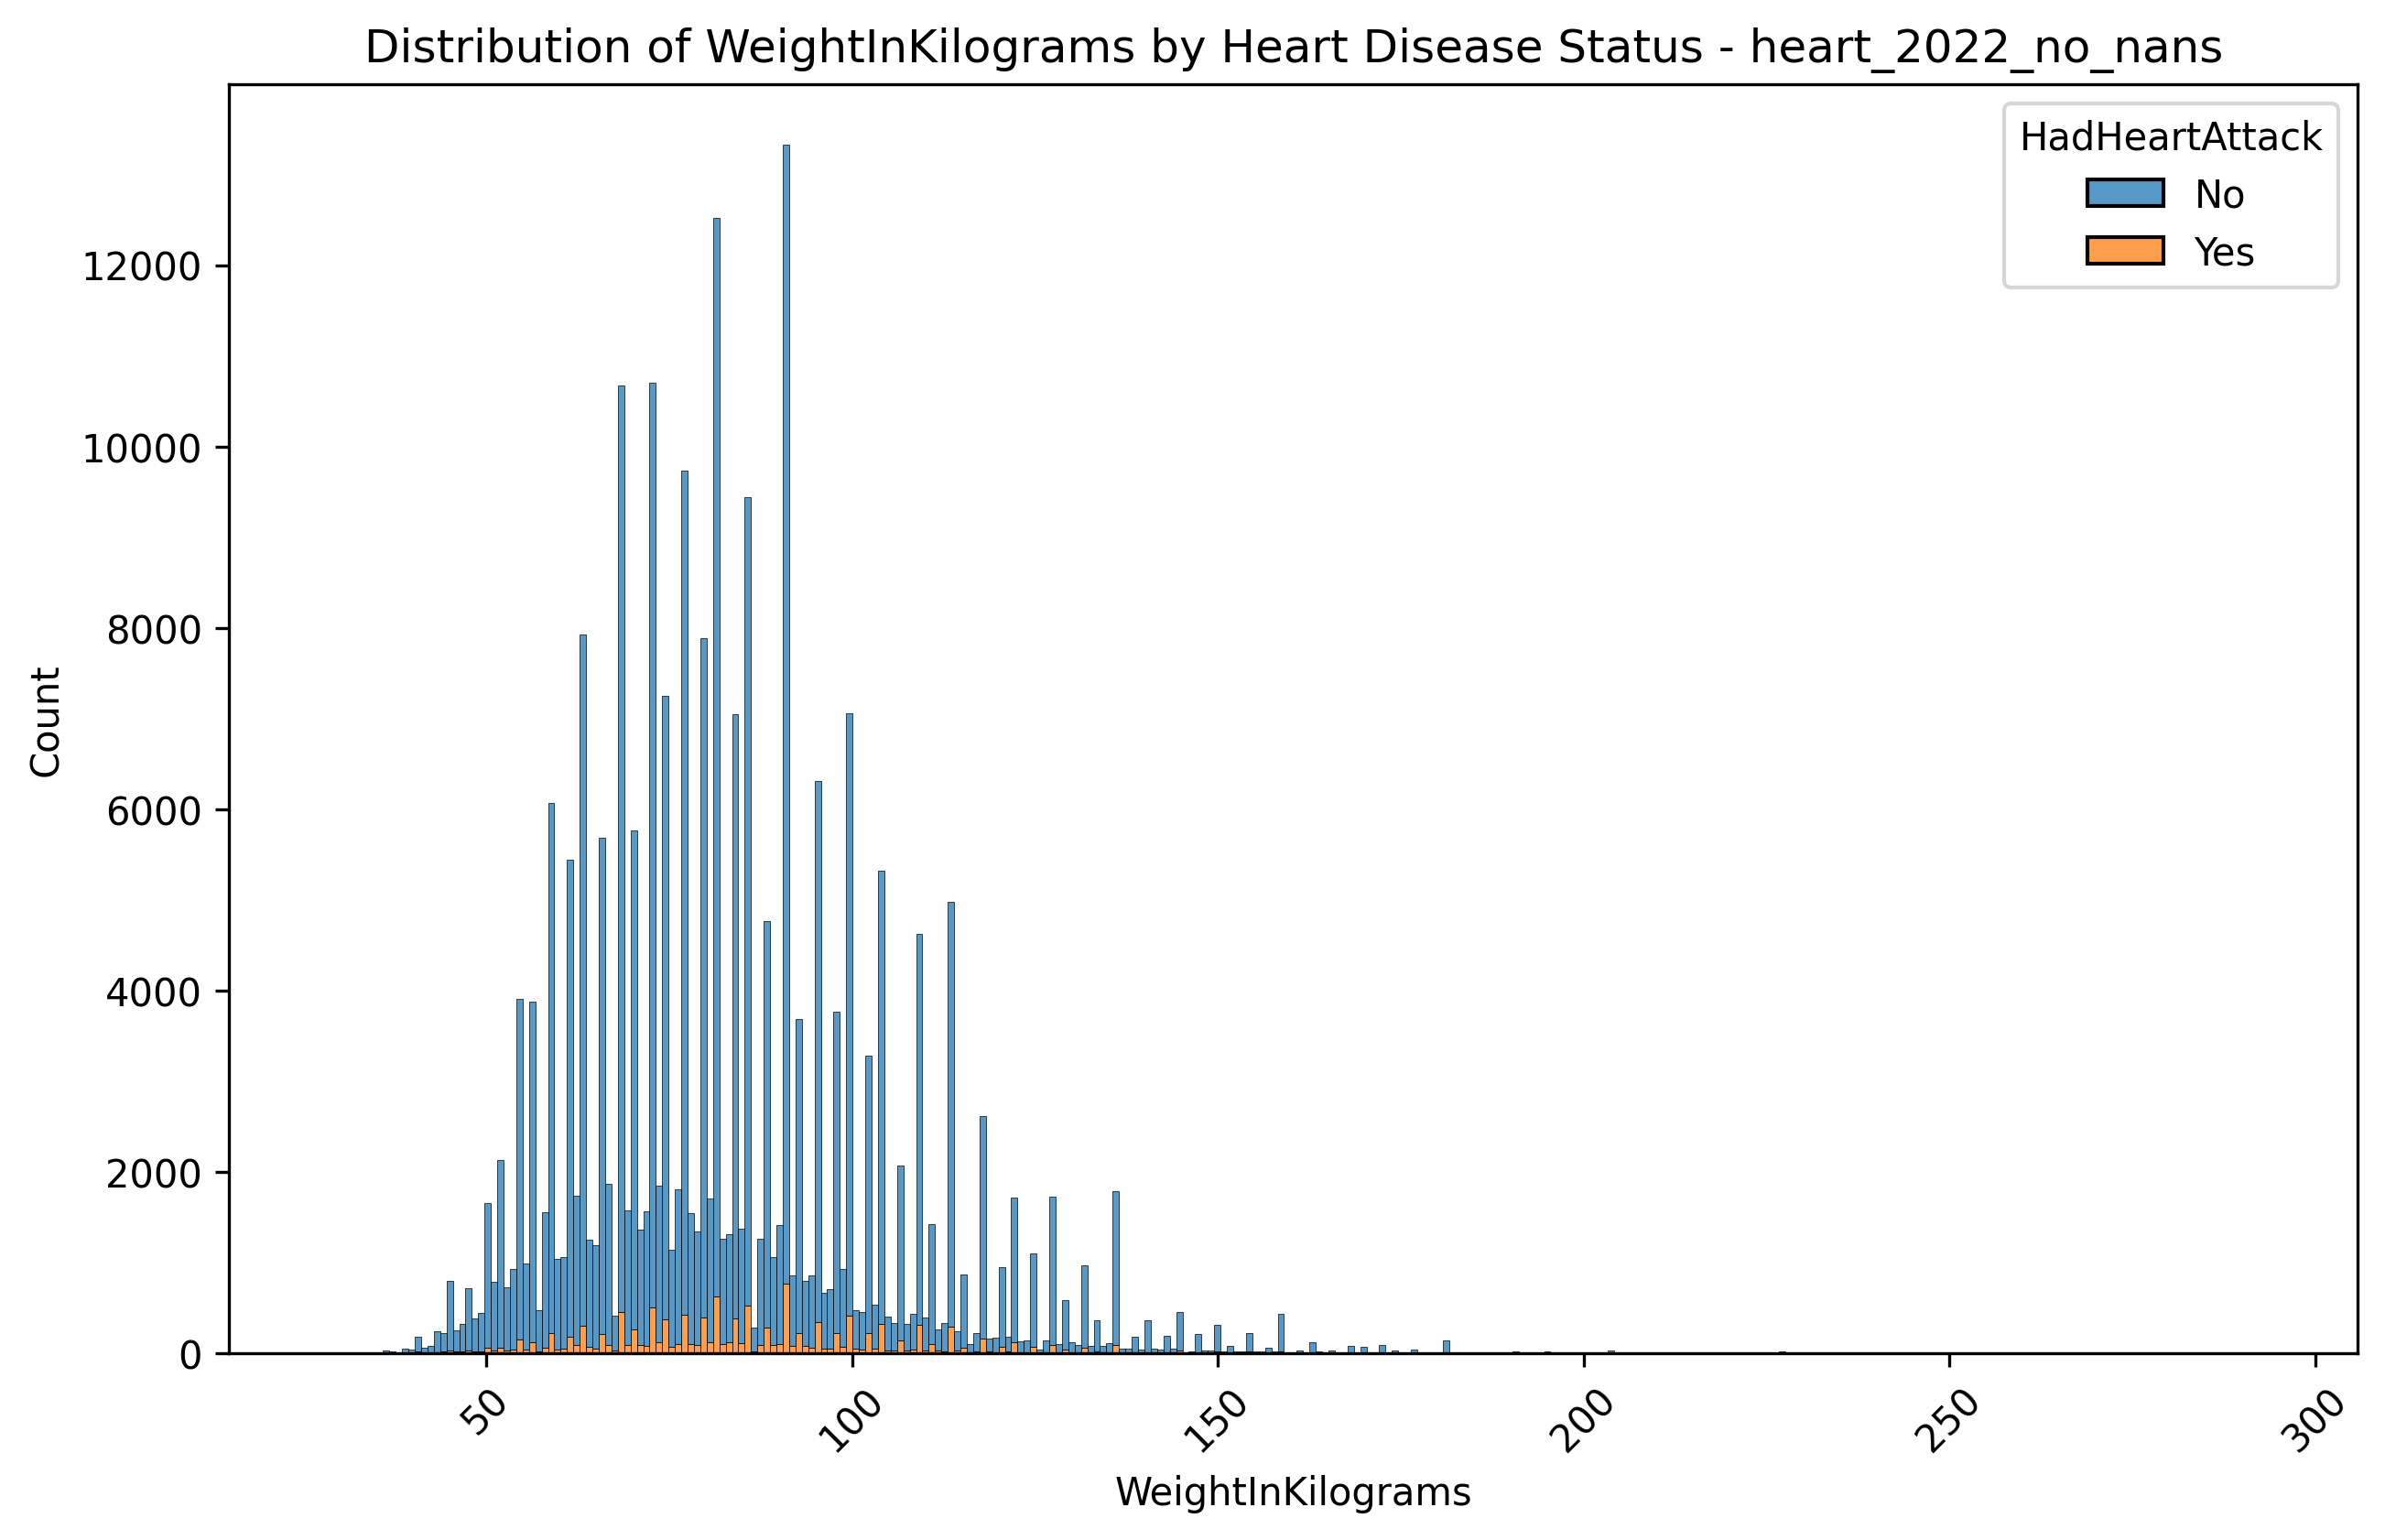 Distribution of WeightInKilograms by Heart Disease Status - heart_2022_no_nans
HadHeartAttack
No
Yes
12000
10000
8000
6000
4000
2000
0
Count
50
100
150
200
250
300
WeightInKilograms